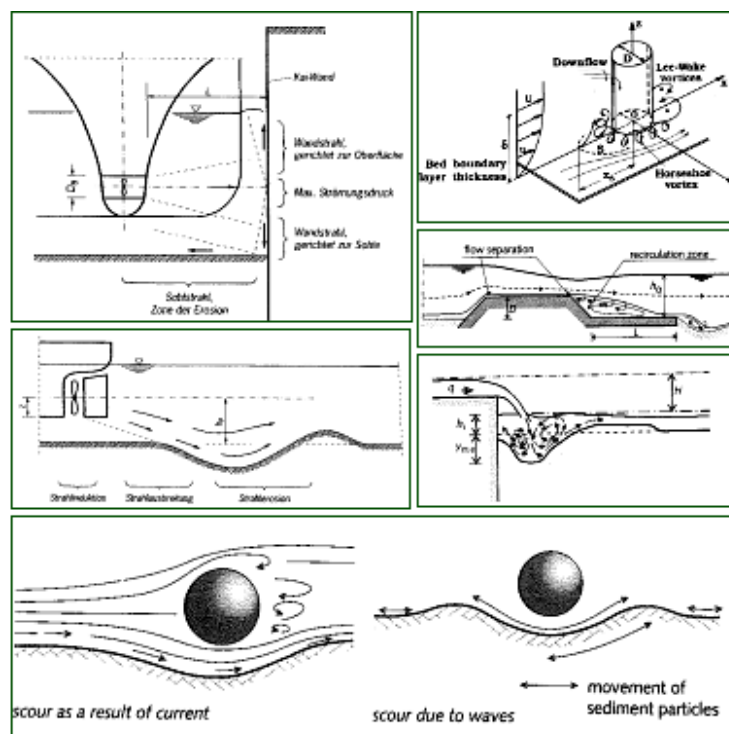 L
Kai-Wand
Wandstrahl,
gerichtet zur Oberfläche
Max. Strömungsdruck
Wandstrahl,
gerichtet zur Sohle
Sohlstrahl,
Zone der Erosion
z
D
Downflow
Lee-Wake
vortices
x
U
δ
S
Bed boundary
layer thickness
Horseshoe
vortex
flow separation
recirculation zone
h₀
D
L
Strahlinduktion
Strahlausbreitung
Strahlerosion
q
H
scour as a result of current
scour due to waves
movement of
sediment particles